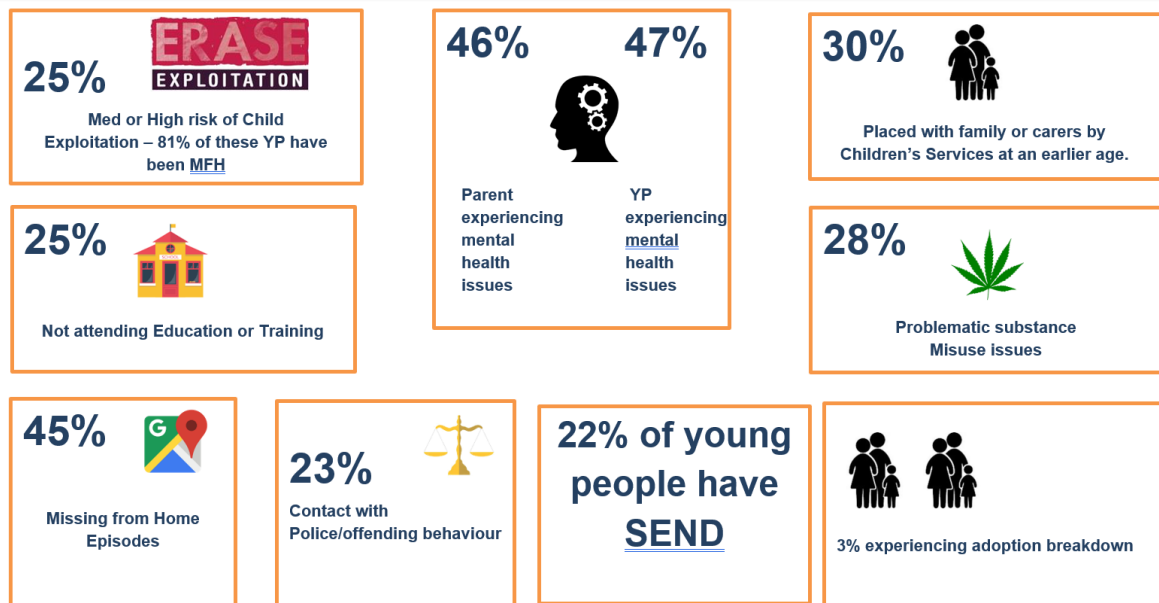 25%
ERASE
EXPLOITATION
Med or High risk of Child
Exploitation – 81% of these YP have
been MFH
46%
47%
Parent
experiencing
mental
health
issues
YP
experiencing
mental
health
issues
30%
Placed with family or carers by
Children's Services at an earlier age.
25%
SCHOOL
Not attending Education or Training
28%
Problematic substance
Misuse issues
45%
G
Missing from Home
Episodes
23%
Contact with
Police/offending behaviour
22% of young
people have
SEND
3% experiencing adoption breakdown